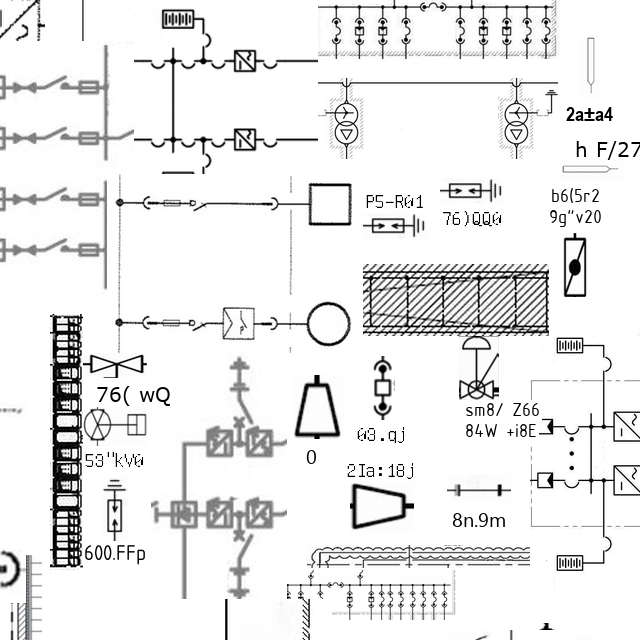 2a±a4
h F/27
P5-R01
76)QQ0
b6(5r2
9g"v20
76( wQ
sm8/ Z66
84W +i8E
03.qj
53"kV0
0
2Ia:18j
8n.9m
600.FFp